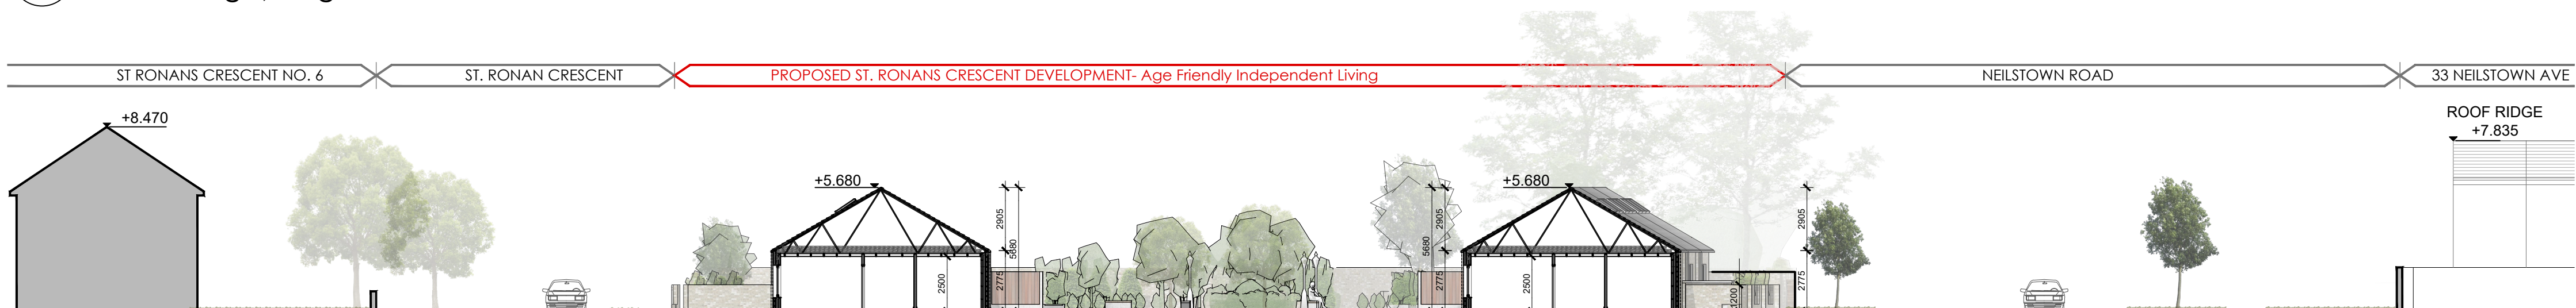 ST RONANS CRESCENT NO. 6
ST. RONAN CRESCENT
PROPOSED ST. RONANS CRESCENT DEVELOPMENT- Age Friendly Independent Living
NEILSTOWN ROAD
33 NEILSTOWN AVE
+8.470
ROOF RIDGE
+7.835
+5.680
2905
5680
2775
2500
+5.680
2905
5680
2775
2500
1200
2905
2775